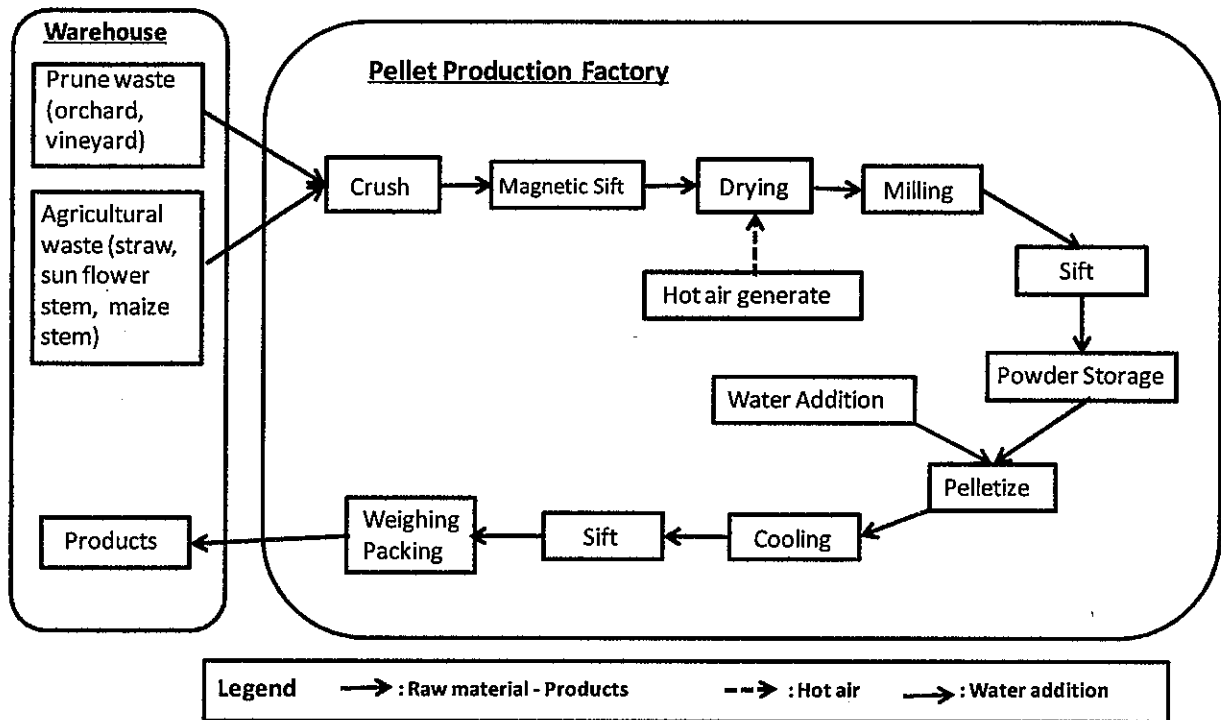 Warehouse
Prune waste
(orchard,
vineyard)
Agricultural
waste (straw,
sun flower
stem, maize
stem)
Products
Pellet Production Factory
Crush
Magnetic Sift
Drying
Milling
Hot air generate
Sift
Powder Storage
Water Addition
Pelletize
Cooling
Sift
Weighing
Packing
Legend : Raw material - Products : Hot air : Water addition